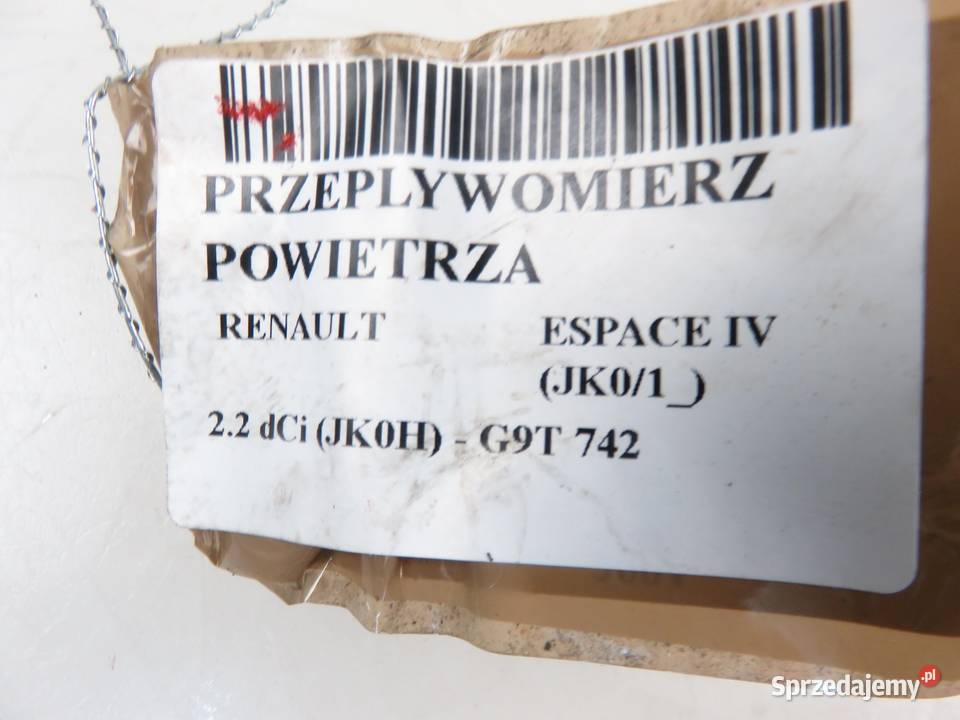 PRZEPLYWOMIERZ
POWIETRZA
RENAULT ESPACE IV
(JK0/1_)
2.2 dCi (JK0H) - G9T 742
Sprzedajemy.pl